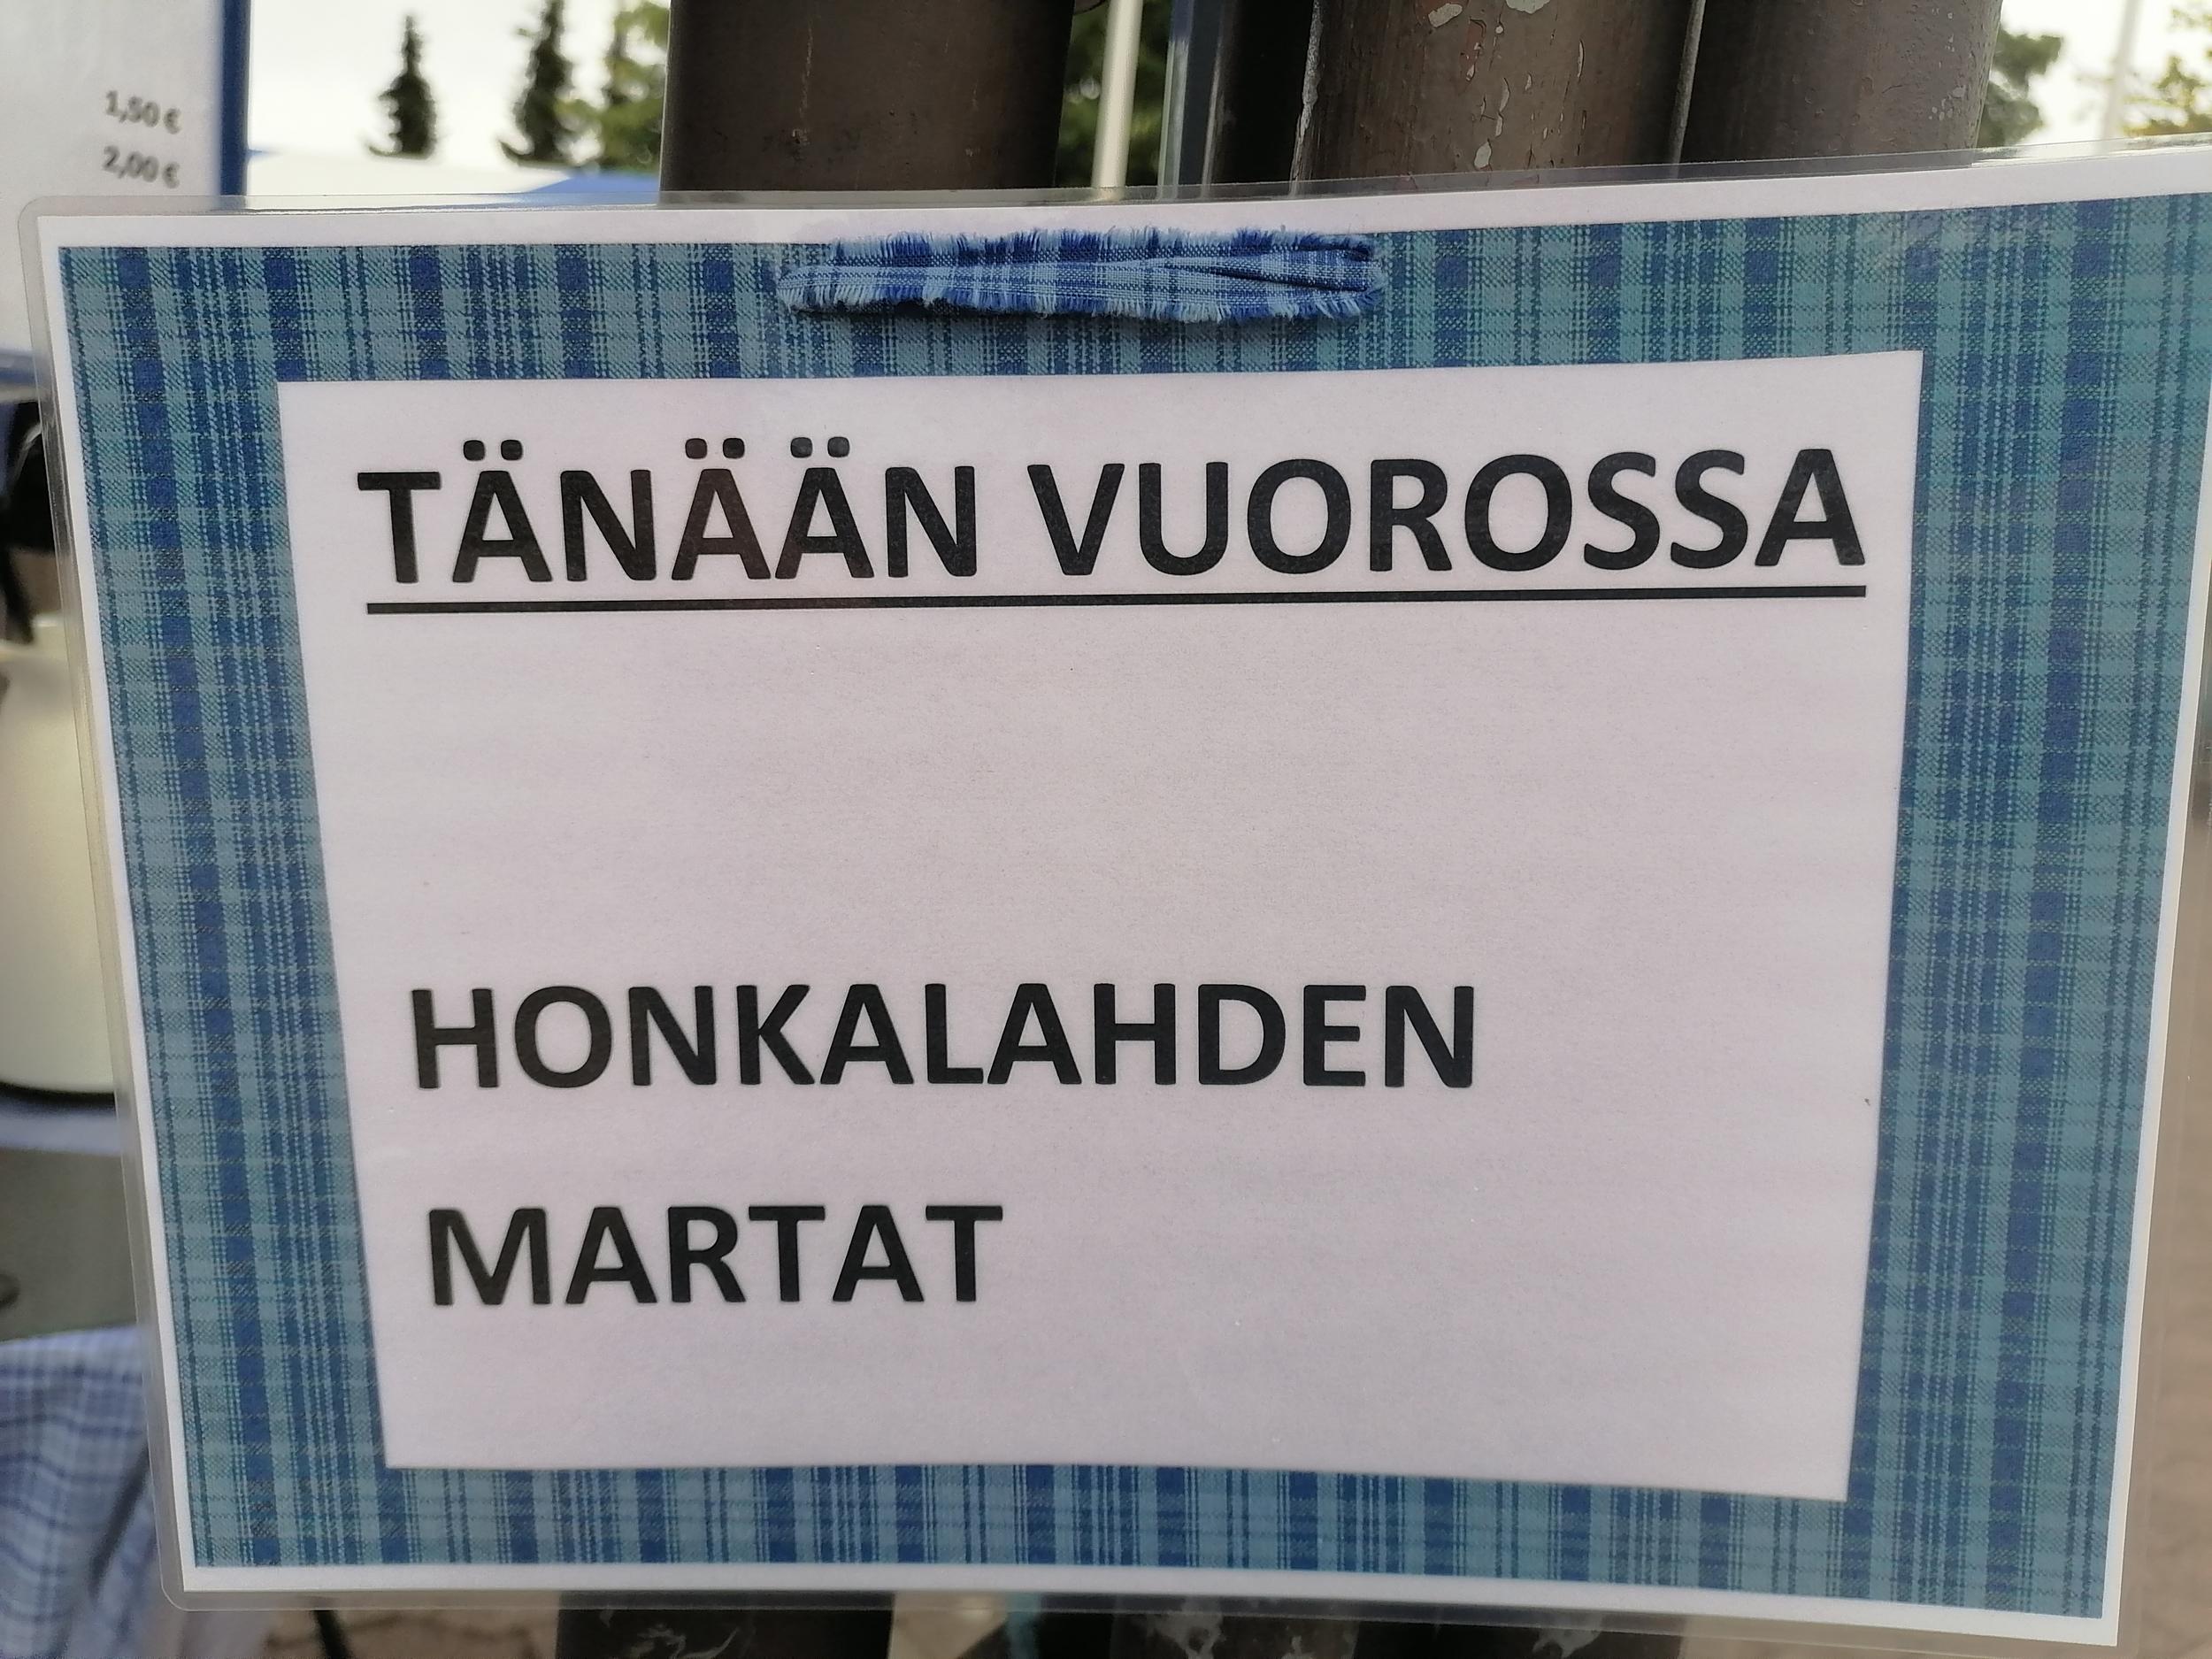 1,50 €
2,00 €
TÄNÄÄN VUOROSSA
HONKALAHDEN
MARTAT